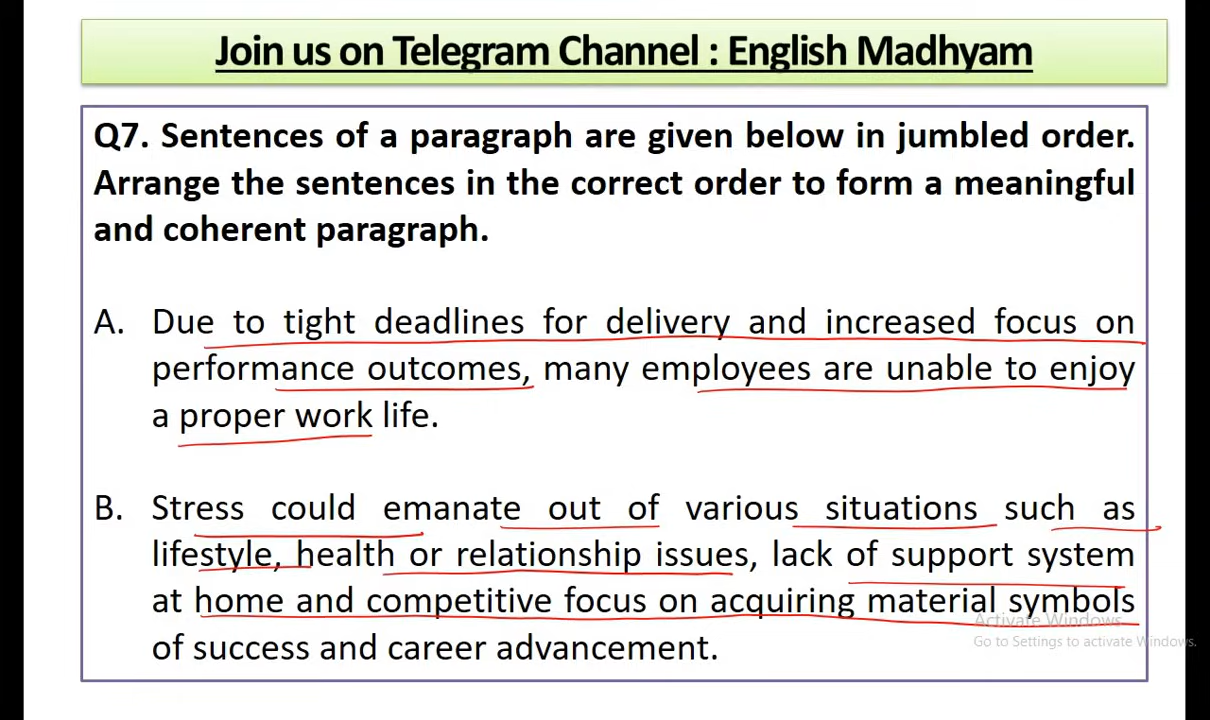 Join us on Telegram Channel : English Madhyam
Q7. Sentences of a paragraph are given below in jumbled order.
Arrange the sentences in the correct order to form a meaningful
and coherent paragraph.
A. Due to tight deadlines for delivery and increased focus on
performance outcomes, many employees are unable to enjoy
a proper work life.
B. Stress could emanate out of various situations such as
lifestyle, health or relationship issues, lack of support system
at home and competitive focus on acquiring material symbols
of success and career advancement.
Activate Windows
Go to Settings to activate Windows.